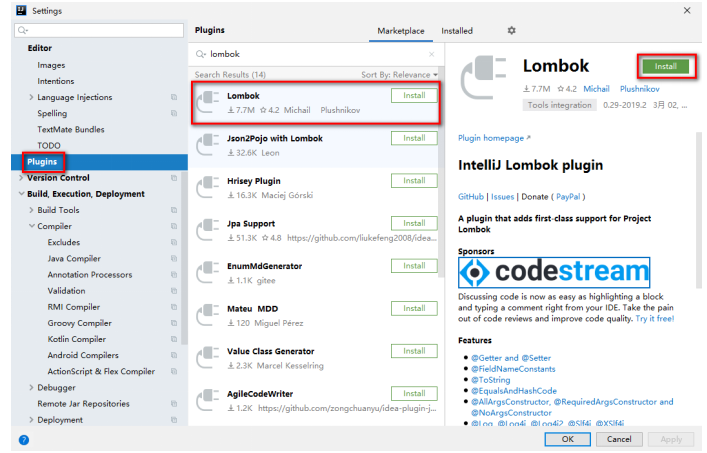 Settings
Plugins
Marketplace
Installed
Editor
Images
Intentions
Language Injections
Spelling
TextMate Bundles
TODO
Plugins
Version Control
Build, Execution, Deployment
Build Tools
Compiler
Excludes
Java Compiler
Annotation Processors
Validation
RMI Compiler
Groovy Compiler
Kotlin Compiler
Android Compilers
ActionScript & Flex Compiler
Debugger
Remote Jar Repositories
Deployment
lombok
Search Results (14) Sort By: Relevance
Lombok Install
7.7M 4.2 Michail Plushnikov
Json2Pojo with Lombok Install
32.6K Leon
Hrisey Plugin Install
16.3K Maciej Górski
Jpa Support Install
51.3K 4.8 https://github.com/liukefeng2008/idea...
EnumMdGenerator Install
1.1K gitee
Mateu MDD Install
120 Miguel Pérez
Value Class Generator Install
2.3K Marcel Kesselring
AgileCodeWriter Install
1.2K https://github.com/zongchuanyu/idea-plugin-j...
Lombok Install
7.7M 4.2 Michail Plushnikov
Tools integration 0.29-2019.2 3月 02, ...
Plugin homepage
IntelliJ Lombok plugin
GitHub | Issues | Donate ( PayPal )
A plugin that adds first-class support for Project
Lombok
Sponsors
codestream
Discussing code is now as easy as highlighting a block
and typing a comment right from your IDE. Take the pain
out of code reviews and improve code quality. Try it free!
Features
@Getter and @Setter
@FieldNameConstants
@ToString
@EqualsAndHashCode
@AllArgsConstructor, @RequiredArgsConstructor and
@NoArgsConstructor
@Log, @Log4j, @Log4j2, @Slf4j, @XSlf4j
? OK Cancel Apply